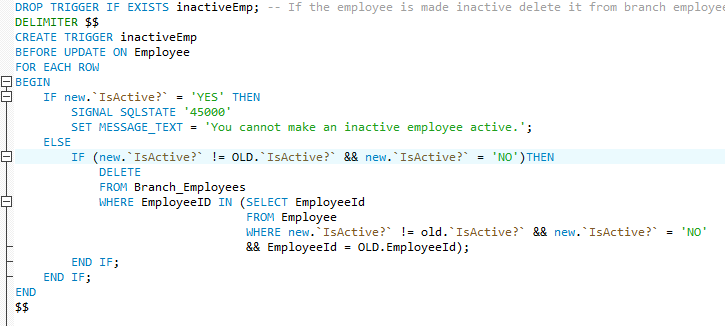 DROP TRIGGER IF EXISTS inactiveEmp; -- If the employee is made inactive delete it from branch employee
DELIMITER $$
CREATE TRIGGER inactiveEmp
BEFORE UPDATE ON Employee
FOR EACH ROW
BEGIN
    IF new.`IsActive?` = 'YES' THEN
        SIGNAL SQLSTATE '45000'
        SET MESSAGE_TEXT = 'You cannot make an inactive employee active.';
    ELSE
        IF (new.`IsActive?` != OLD.`IsActive?` && new.`IsActive?` = 'NO')THEN
            DELETE
            FROM Branch_Employees
            WHERE EmployeeID IN (SELECT EmployeeId
                                 FROM Employee
                                 WHERE new.`IsActive?` != old.`IsActive?` && new.`IsActive?` = 'NO'
                                 && EmployeeId = OLD.EmployeeId);
        END IF;
    END IF;
END
$$